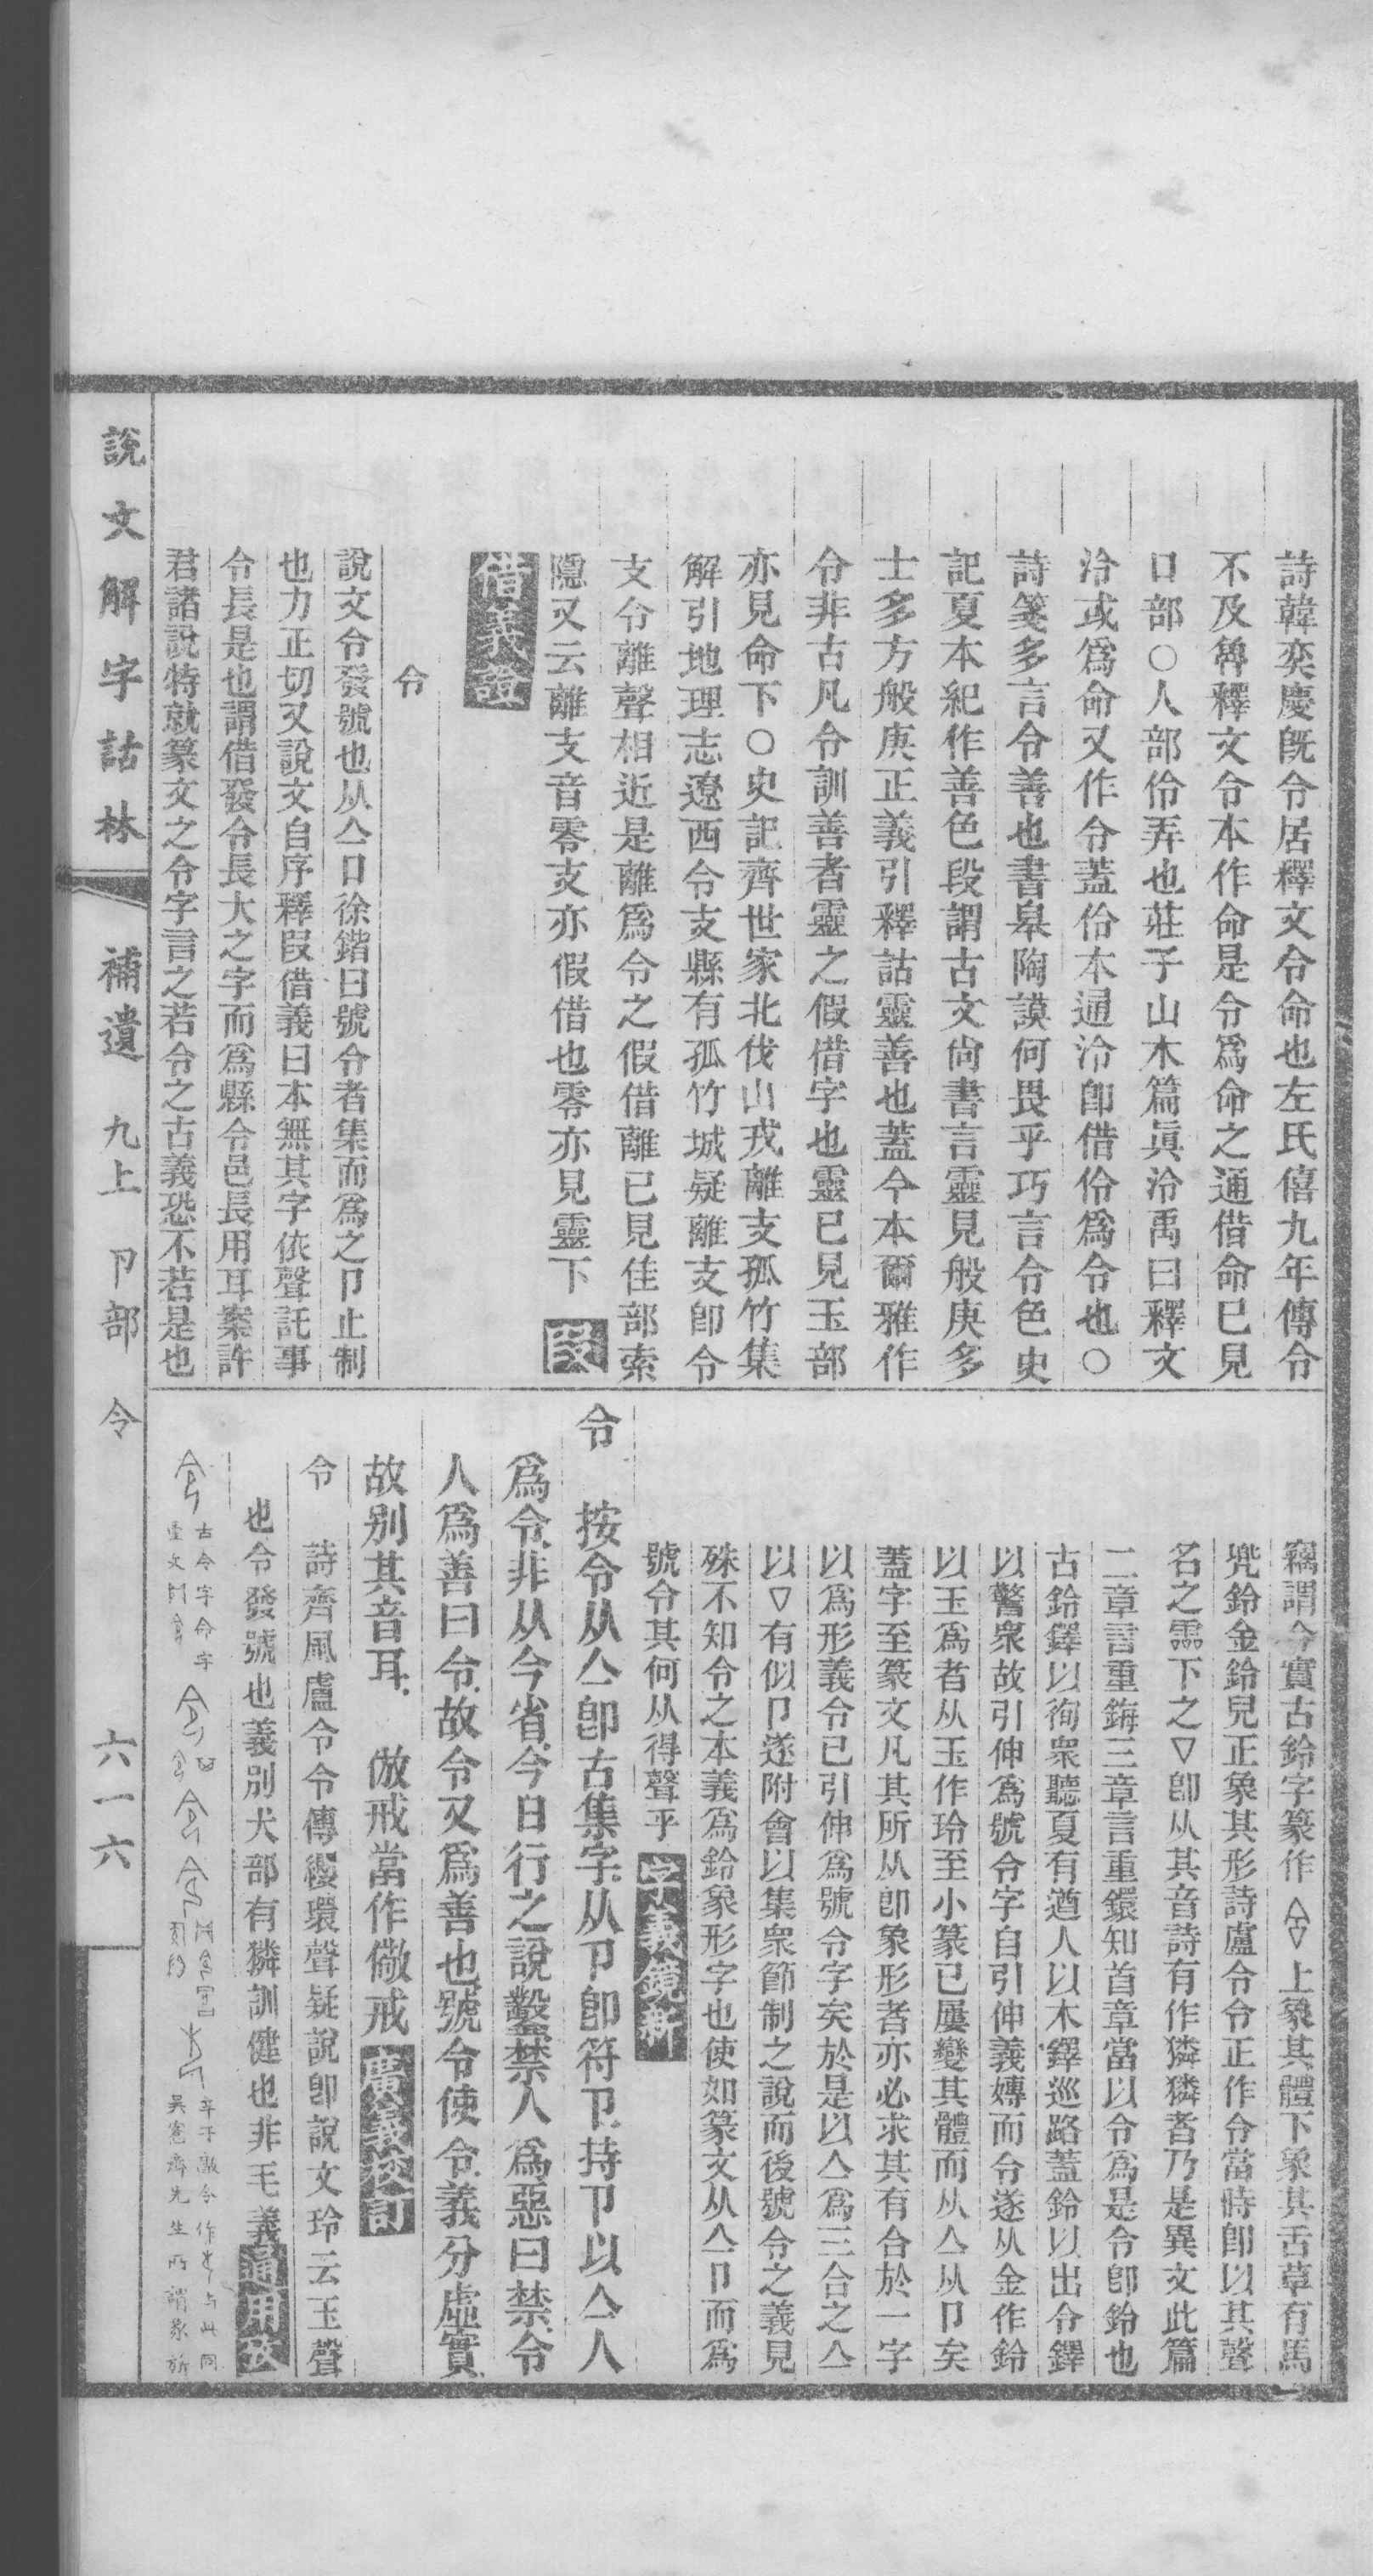 詩韓奕慶旣令居釋文令命也左氏僖九年傳令
不及魯釋文令本作命是令爲命之通借命已見
口部○人部伶弄也莊子山木篇眞泠禹曰釋文
泠或爲命又作令蓋伶本通泠卽借伶爲令也○
詩箋多言令善也書皋陶謨何畏乎巧言令色史
記夏本紀作善色段謂古文尙書言靈見般庚多
士多方般庚正義引釋詁靈善也蓋今本爾雅作
令非古凡令訓善者靈之假借字也靈已見玉部
亦見命下○史記齊世家北伐山戎離支孤竹集
解引地理志遼西令支縣有孤竹城疑離支卽令
支令離聲相近是離爲令之假借離已見隹部索
隱又云離支音零支亦假借也零亦見靈下
借義證
令
說文令發號也从亼卩徐鍇曰號令者集而爲之卩止制
也力正切又說文自序釋叚借義曰本無其字依聲託事
令長是也謂借發令長大之字而爲縣令邑長用耳案許
君諸說特就篆文之令字言之若令之古義恐不若是也
竊謂令實古鈴字篆作 上象其體下象其舌草有馬
兜鈴金鈴兒正象其形詩盧令令正作令當時卽以其聲
名之霝下之▽卽从其音詩有作獜獜者乃是異文此篇
二章言重鋂三章言重鐶知首章當以令爲是令卽鈴也
古鈴鐸以徇衆聽夏有遒人以木鐸巡路蓋鈴以出令鐸
以警衆故引伸爲號令字自引伸義嫥而令遂从金作鈴
以玉爲者从玉作玲至小篆已屢變其體而从亼从卩矣
蓋字至篆文凡其所从卽象形者亦必求其有合於一字
以爲形義令已引伸爲號令字矣於是以亼爲三合之亼
以▽有似卩遂附會以集衆節制之說而後號令之義見
殊不知令之本義爲鈴象形字也使如篆文从亼卩而爲
號令其何从得聲乎
令 按令从亼卽古集字从卩卽符卩持卩以亼人
爲令非从今省今日行之說鑿禁人爲惡曰禁令
人爲善曰令故令又爲善也號令使令義分虛實
故别其音耳 倣戒當作儆戒
令 詩齊風盧令令傳纓環聲疑說卽說文玲云玉聲
也令發號也義别犬部有獜訓健也非毛義
古令字命字
吳愙齋先生所謂象
說文解字詁林 補遺 九上 卩部 令 六一六